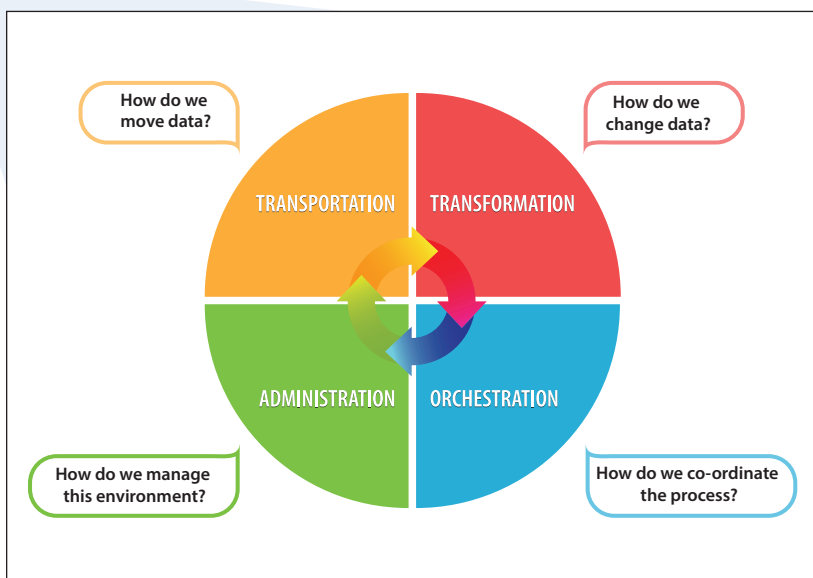 How do we
move data?
How do we
change data?
TRANSPORTATION
TRANSFORMATION
ADMINISTRATION
ORCHESTRATION
How do we manage
this environment?
How do we co-ordinate
the process?